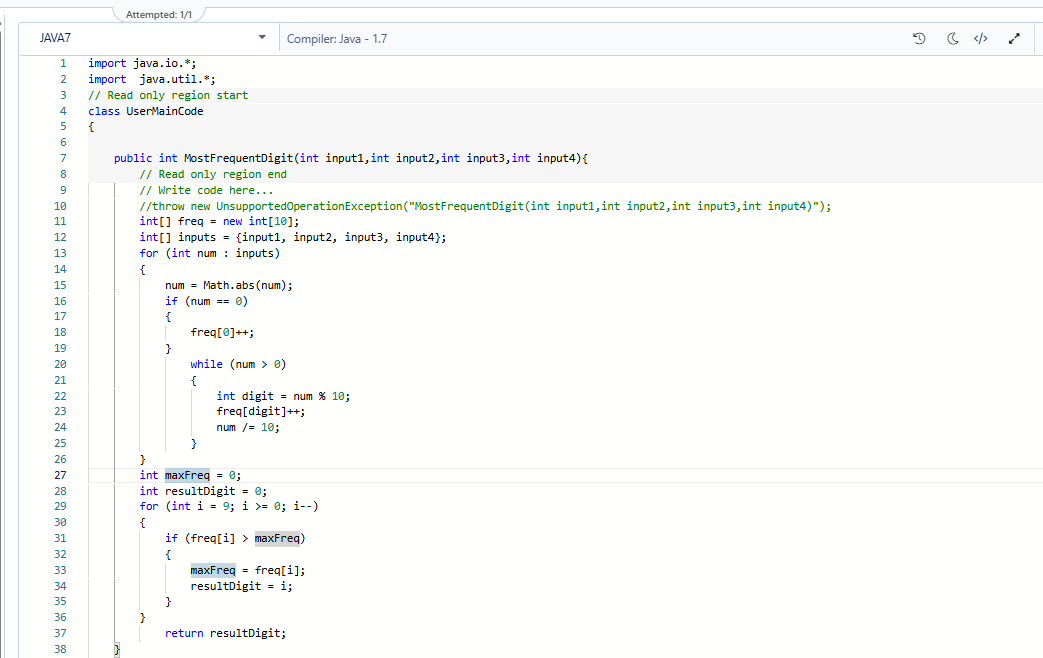 Attempted: 1/1
JAVA7
Compiler: Java - 1.7
1 import java.io.*;
2 import  java.util.*;
3 // Read only region start
4 class UserMainCode
5 {
6
7     public int MostFrequentDigit(int input1,int input2,int input3,int input4){
8         // Read only region end
9         // Write code here...
10         //throw new UnsupportedOperationException("MostFrequentDigit(int input1,int input2,int input3,int input4)");
11         int[] freq = new int[10];
12         int[] inputs = {input1, input2, input3, input4};
13         for (int num : inputs)
14         {
15             num = Math.abs(num);
16             if (num == 0)
17             {
18                 freq[0]++;
19             }
20                 while (num > 0)
21                 {
22                     int digit = num % 10;
23                     freq[digit]++;
24                     num /= 10;
25                 }
26         }
27         int maxFreq = 0;
28         int resultDigit = 0;
29         for (int i = 9; i >= 0; i--)
30         {
31             if (freq[i] > maxFreq)
32             {
33                 maxFreq = freq[i];
34                 resultDigit = i;
35             }
36         }
37             return resultDigit;
38     }